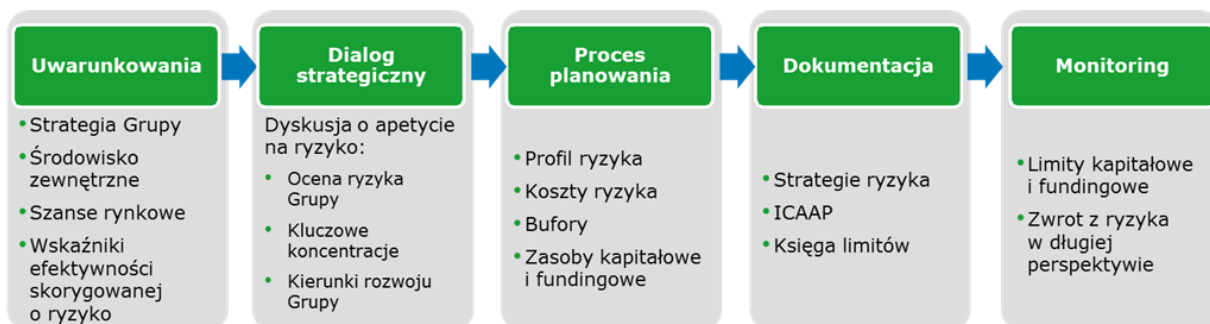 Uwarunkowania
• Strategia Grupy
• Środowisko
zewnętrzne
• Szanse rynkowe
• Wskaźniki
efektywności
skorygowanej
o ryzyko
Dialog
strategiczny
Dyskusja o apetycie
na ryzyko:
• Ocena ryzyka
Grupy
• Kluczowe
koncentracje
• Kierunki rozwoju
Grupy
Proces
planowania
• Profil ryzyka
• Koszty ryzyka
• Bufory
• Zasoby kapitałowe
i fundingowe
Dokumentacja
• Strategie ryzyka
• ICAAP
• Księga limitów
Monitoring
• Limity kapitałowe
i fundingowe
• Zwrot z ryzyka
w długiej
perspektywie